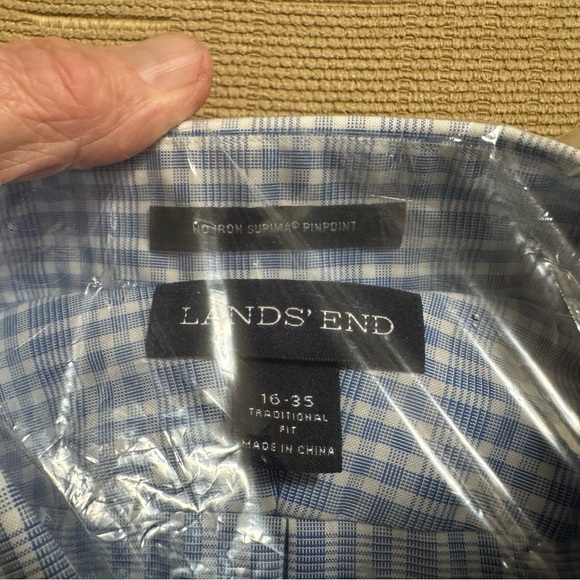 NO IRON SUPIMA® PINPOINT
LANDS' END
16-35
TRADITIONAL
FIT
MADE IN CHINA